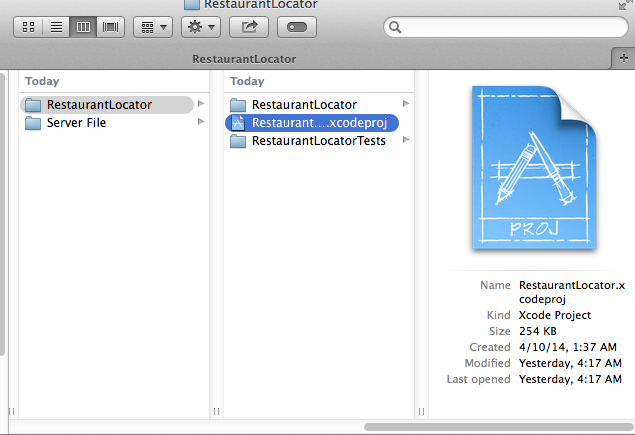 RestaurantLocator
RestaurantLocator
Today
RestaurantLocator
Server File
Today
RestaurantLocator
Restaurant....xcodeproj
RestaurantLocatorTests
PROJ
Name RestaurantLocator.x
codeproj
Kind Xcode Project
Size 254 KB
Created 4/10/14, 1:37 AM
Modified Yesterday, 4:17 AM
Last opened Yesterday, 4:17 AM